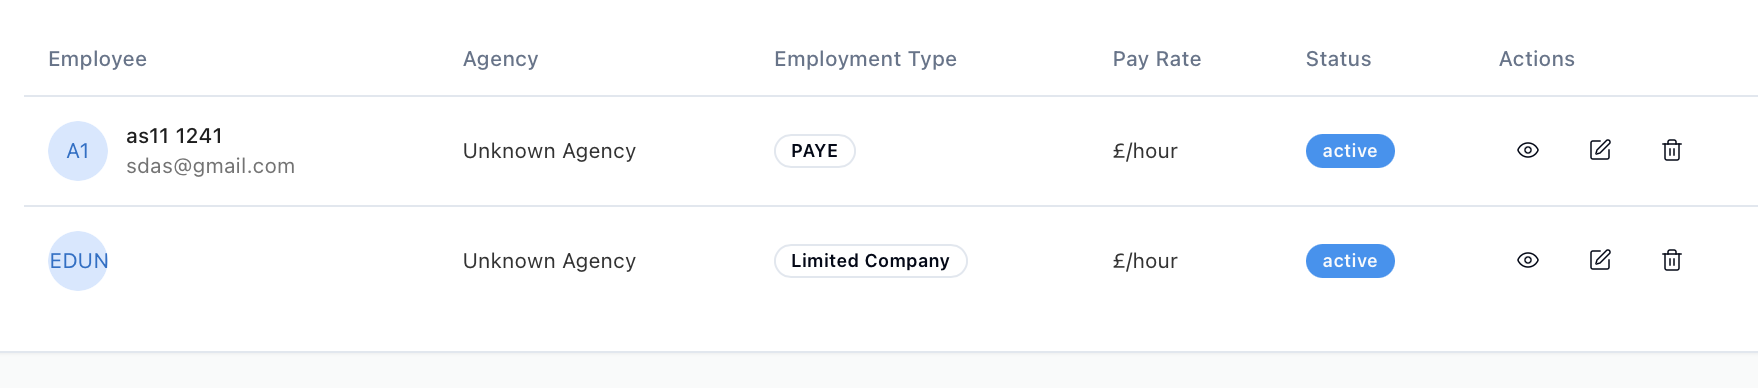 Employee Agency Employment Type Pay Rate Status Actions
A1 as11 1241
sdas@gmail.com Unknown Agency PAYE £/hour active
EDUN Unknown Agency Limited Company £/hour active